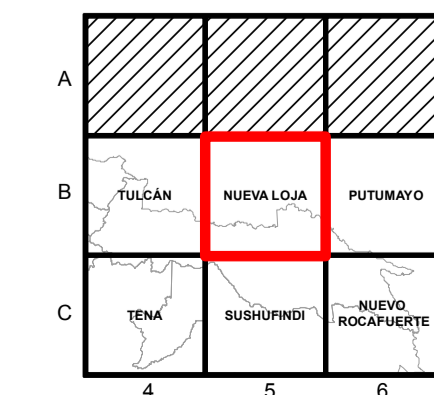 A
B
TULCÁN
NUEVA LOJA
PUTUMAYO
C
TENA
SUSHUFINDI
NUEVO
ROCAFUERTE
4
5
6